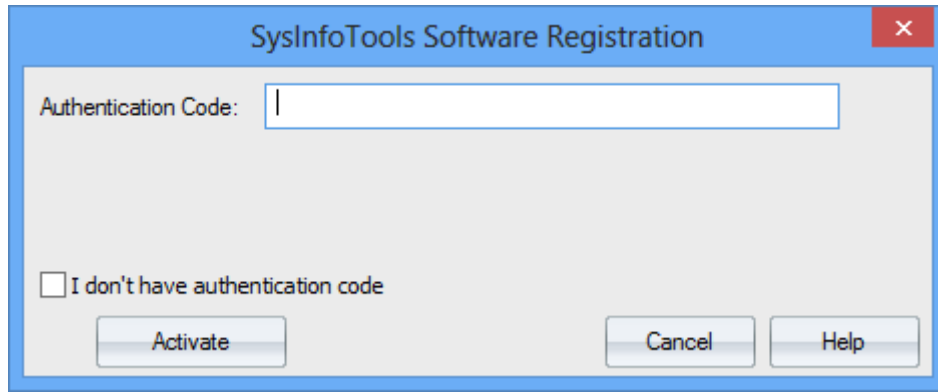 SysInfoTools Software Registration
Authentication Code:
I don't have authentication code
Activate Cancel Help